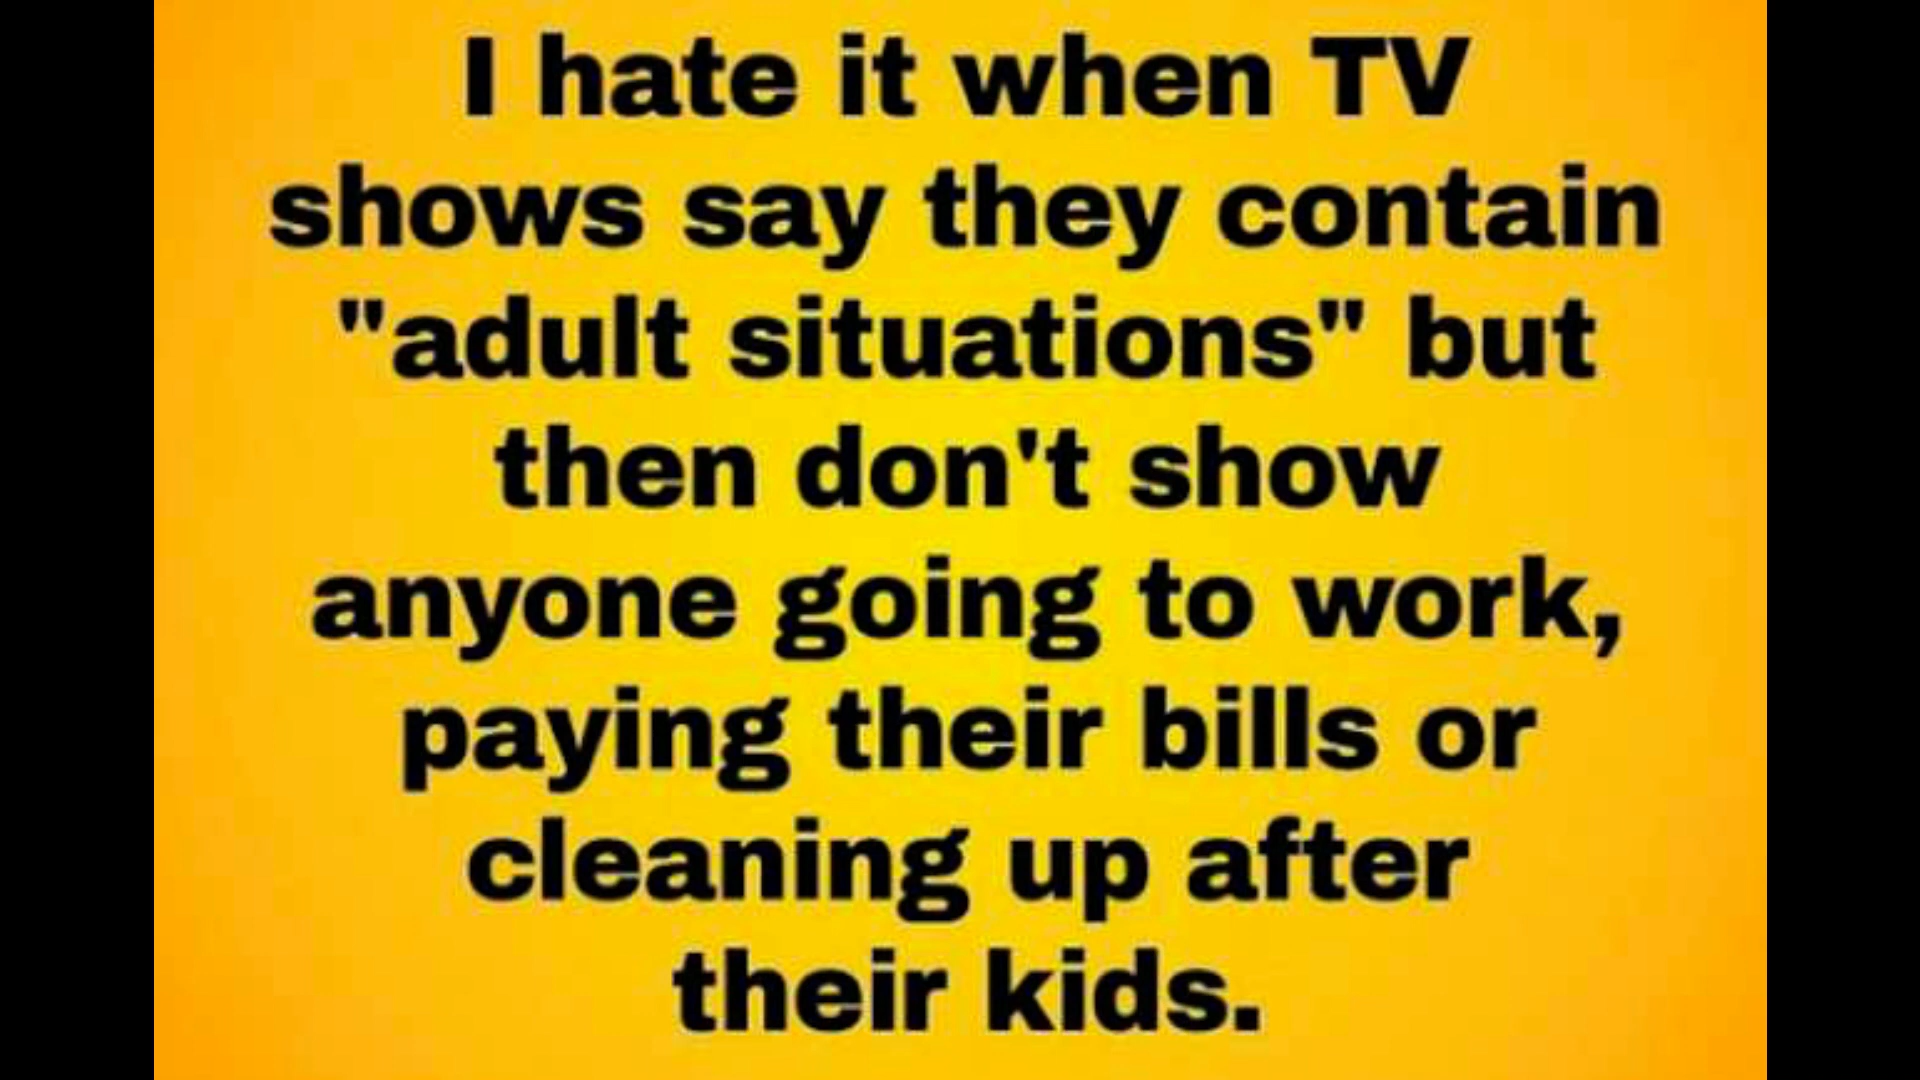 I hate it when TV
shows say they contain
"adult situations" but
then don't show
anyone going to work,
paying their bills or
cleaning up after
their kids.